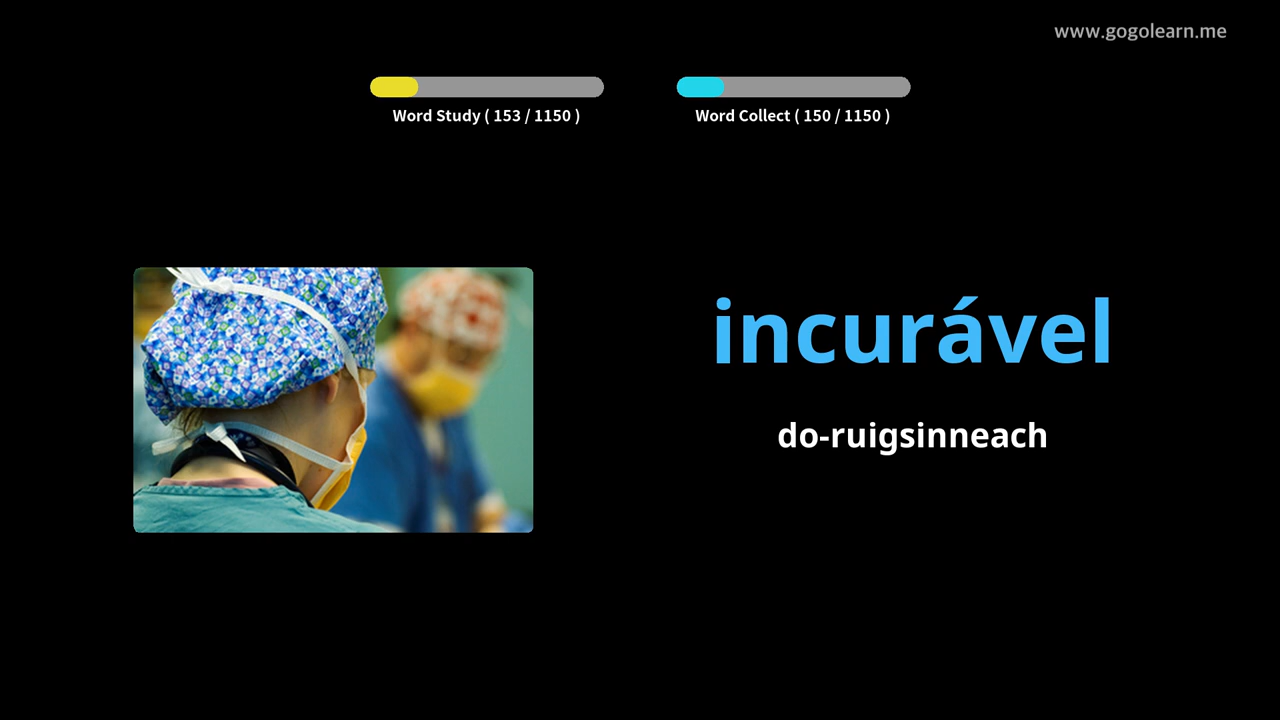 www.gogolearn.me
Word Study ( 153 / 1150 )
Word Collect ( 150 / 1150 )
incurável
do-ruigsinneach